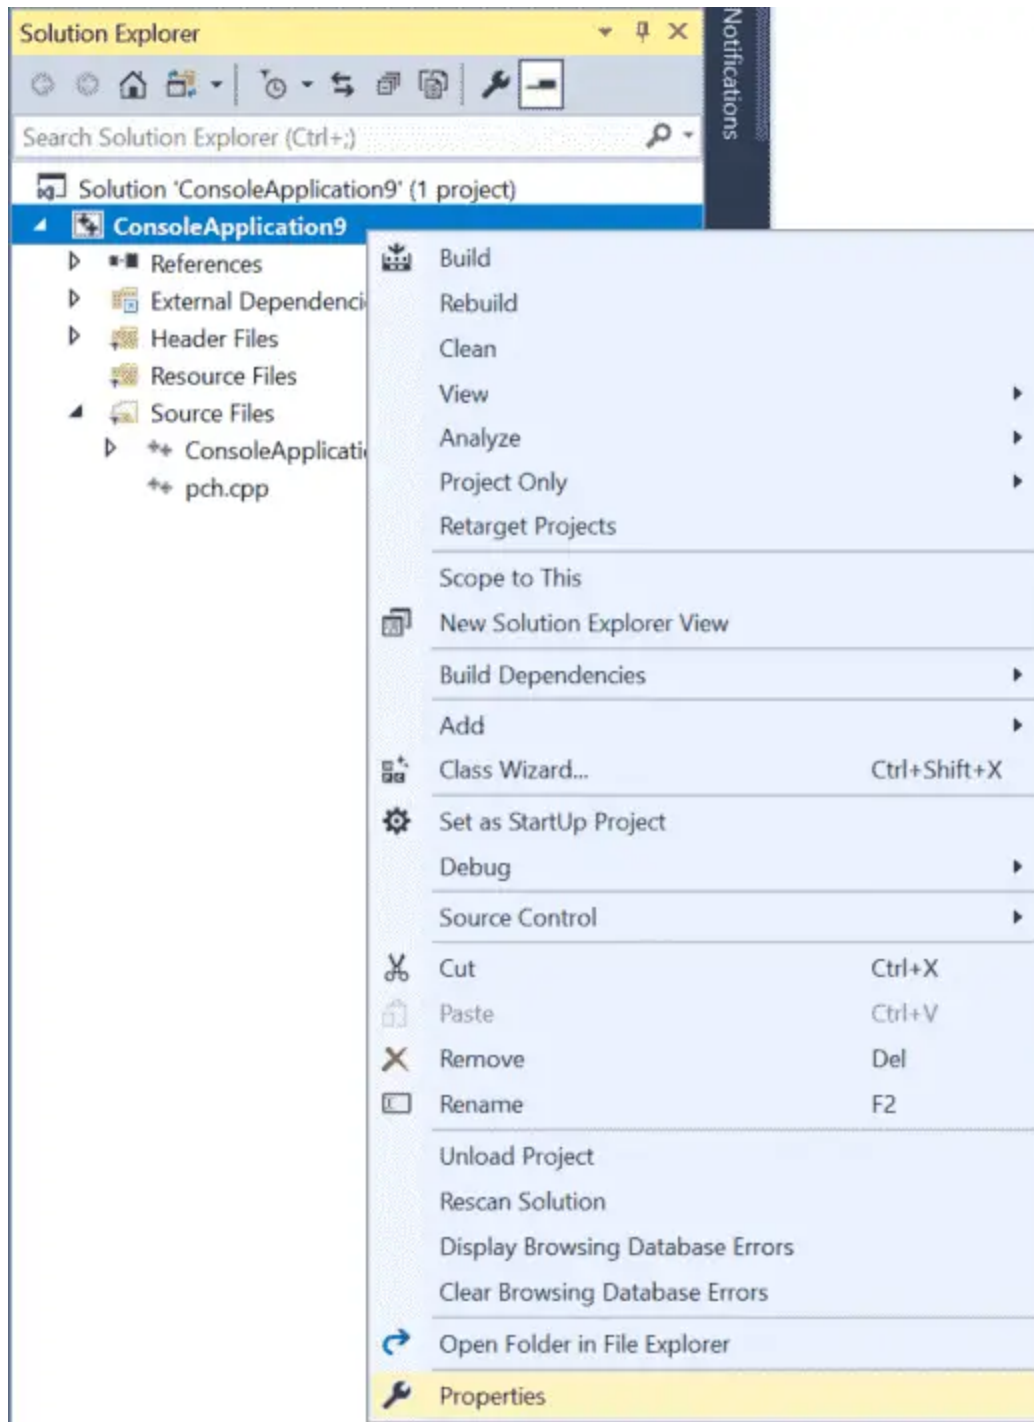 Solution Explorer
Notifications
Search Solution Explorer (Ctrl+;)
Solution 'ConsoleApplication9' (1 project)
ConsoleApplication9
References
External Dependenci
Header Files
Resource Files
Source Files
ConsoleApplicati
pch.cpp
Build
Rebuild
Clean
View
Analyze
Project Only
Retarget Projects
Scope to This
New Solution Explorer View
Build Dependencies
Add
Class Wizard... Ctrl+Shift+X
Set as StartUp Project
Debug
Source Control
Cut Ctrl+X
Paste Ctrl+V
Remove Del
Rename F2
Unload Project
Rescan Solution
Display Browsing Database Errors
Clear Browsing Database Errors
Open Folder in File Explorer
Properties